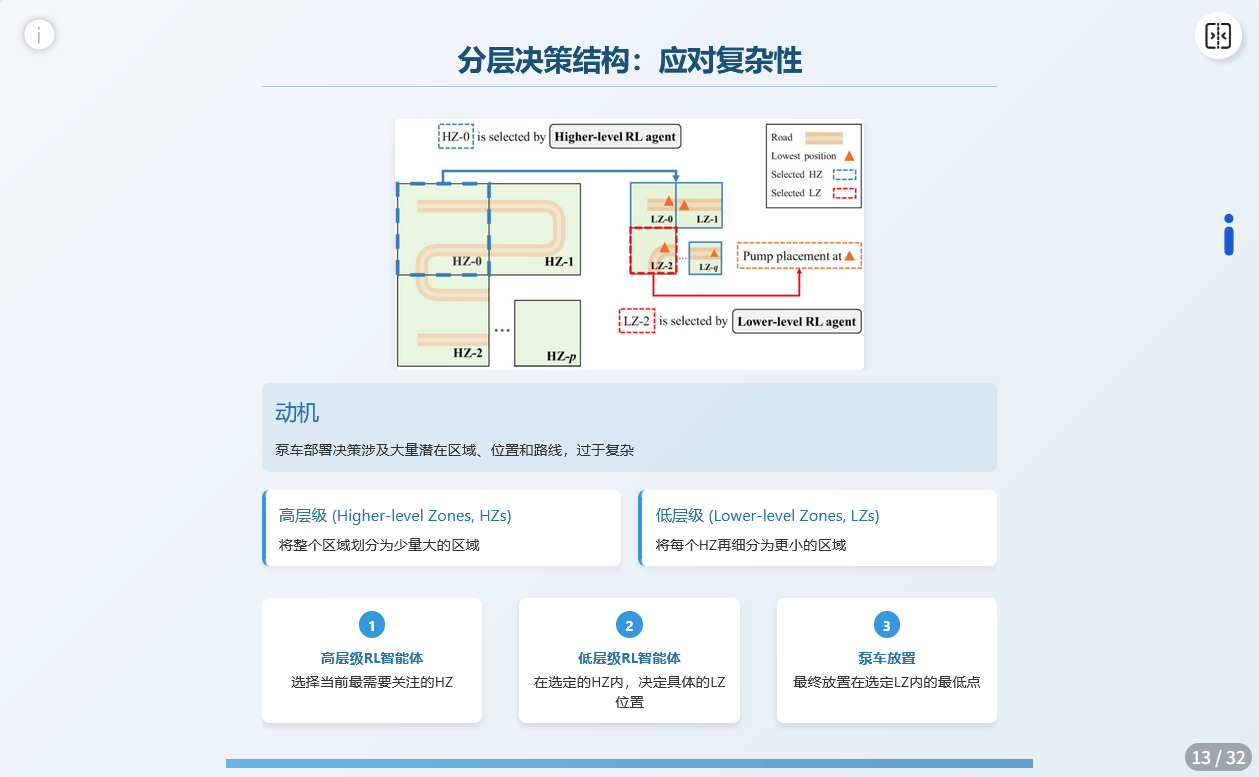 分层决策结构：应对复杂性
HZ-0 is selected by Higher-level RL agent
Road
Lowest position
Selected HZ
Selected LZ
HZ-0
HZ-1
HZ-2
...
HZ-p
LZ-0
LZ-1
LZ-2
...
LZ-q
Pump placement at
LZ-2 is selected by Lower-level RL agent
动机
泵车部署决策涉及大量潜在区域、位置和路线，过于复杂
高层级 (Higher-level Zones, HZs)
将整个区域划分为少量大的区域
低层级 (Lower-level Zones, LZs)
将每个HZ再细分为更小的区域
1
高层级RL智能体
选择当前最需要关注的HZ
2
低层级RL智能体
在选定的HZ内，决定具体的LZ
位置
3
泵车放置
最终放置在选定LZ内的最低点
13 / 32